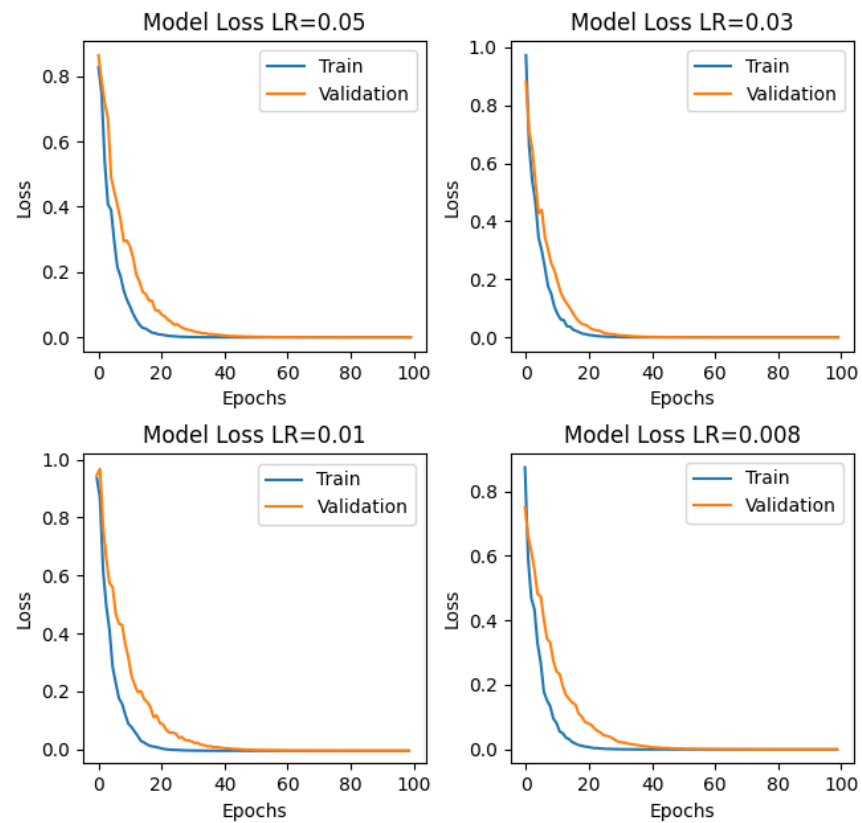 Model Loss LR=0.05
Train
Validation
Loss
0.8
0.6
0.4
0.2
0.0
0 20 40 60 80 100
Epochs
Model Loss LR=0.03
Train
Validation
Loss
1.0
0.8
0.6
0.4
0.2
0.0
0 20 40 60 80 100
Epochs
Model Loss LR=0.01
Train
Validation
Loss
1.0
0.8
0.6
0.4
0.2
0.0
0 20 40 60 80 100
Epochs
Model Loss LR=0.008
Train
Validation
Loss
0.8
0.6
0.4
0.2
0.0
0 20 40 60 80 100
Epochs